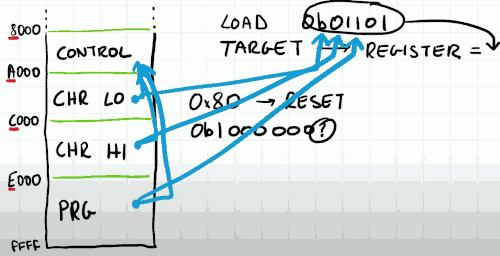 8000
CONTROL
A000
CHR LO
C000
CHR HI
E000
PRG
FFFF
LOAD 0b01101
TARGET → REGISTER =
0x80 → RESET
0b1000000?